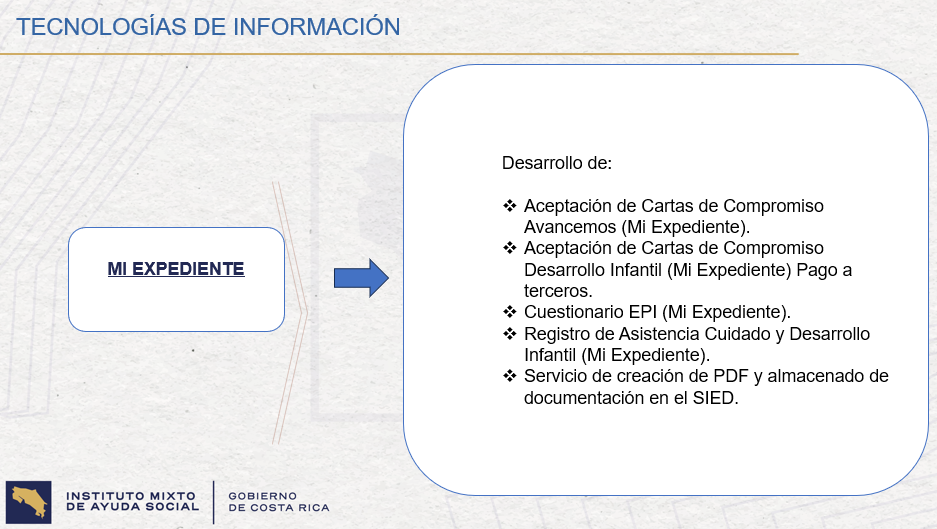 TECNOLOGÍAS DE INFORMACIÓN
MI EXPEDIENTE
Desarrollo de:
❖ Aceptación de Cartas de Compromiso
Avancemos (Mi Expediente).
❖ Aceptación de Cartas de Compromiso
Desarrollo Infantil (Mi Expediente) Pago a
terceros.
❖ Cuestionario EPI (Mi Expediente).
❖ Registro de Asistencia Cuidado y Desarrollo
Infantil (Mi Expediente).
❖ Servicio de creación de PDF y almacenado de
documentación en el SIED.
INSTITUTO MIXTO
DE AYUDA SOCIAL
GOBIERNO
DE COSTA RICA